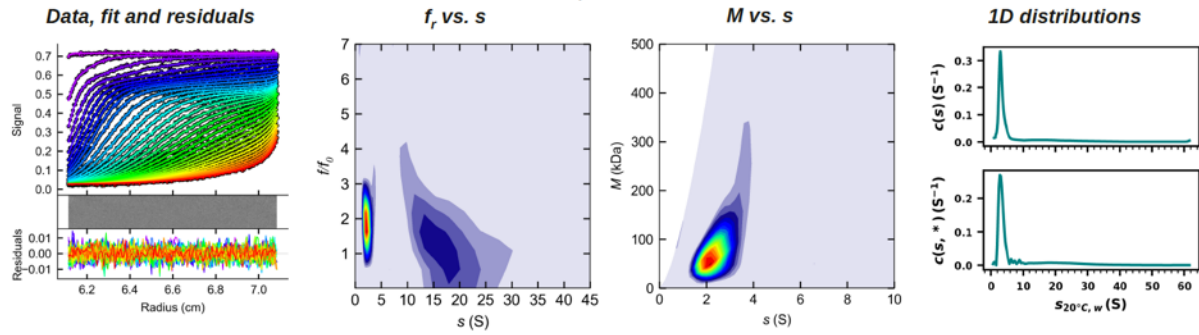 Data, fit and residuals
f_r vs. s
M vs. s
1D distributions
Signal
0.7
0.6
0.5
0.4
0.3
0.2
0.1
0.0
Residuals
0.01
0.00
−0.01
6.2 6.4 6.6 6.8 7.0
Radius (cm)
f/f₀
7
6
5
4
3
2
1
0 5 10 15 20 25 30 35 40 45
s (S)
M (kDa)
500
400
300
200
100
0
0 2 4 6 8 10
s (S)
c(s) (S⁻¹)
0.3
0.2
0.1
0.0
c(s, *) (S⁻¹)
0.2
0.1
0.0
0 10 20 30 40 50 60
s₂₀°C, w (S)